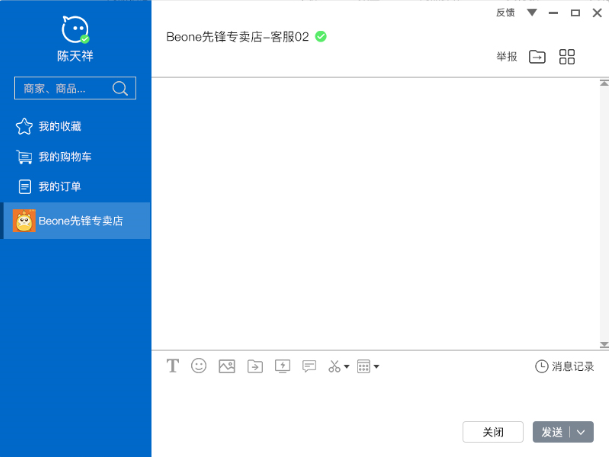 反馈
陈天祥
Beone先锋专卖店-客服02
举报
商家、商品...
我的收藏
我的购物车
我的订单
Beone先锋专卖店
T
消息记录
关闭
发送